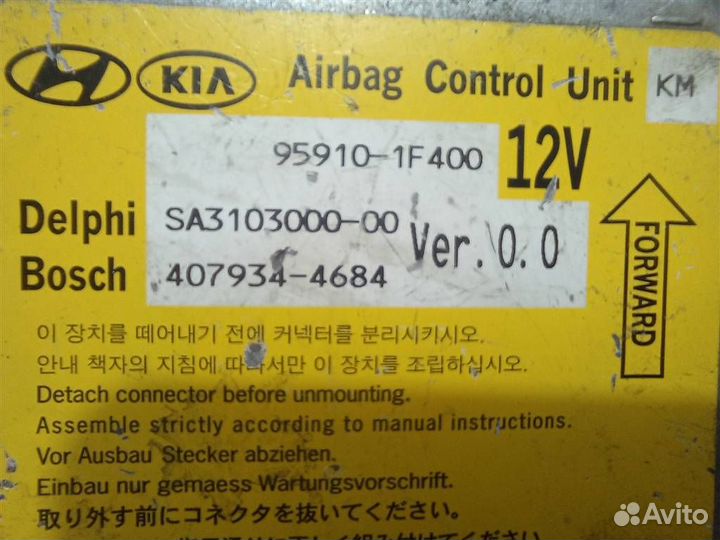 KIA Airbag Control Unit KM
95910-1F400 12V
Delphi SA3103000-00 Ver. 0.0
Bosch 407934-4684
FORWARD
이 장치를 떼어내기 전에 커넥터를 분리시키시오.
안내 책자의 지침에 따라서만 이 장치를 조립하십시오.
Detach connector before unmounting.
Assemble strictly according to manual instructions.
Vor Ausbau Stecker abziehen.
Einbau nur gemaess Wartungsvorschrift.
取り外す前にコネクタを抜いてください。
Avito